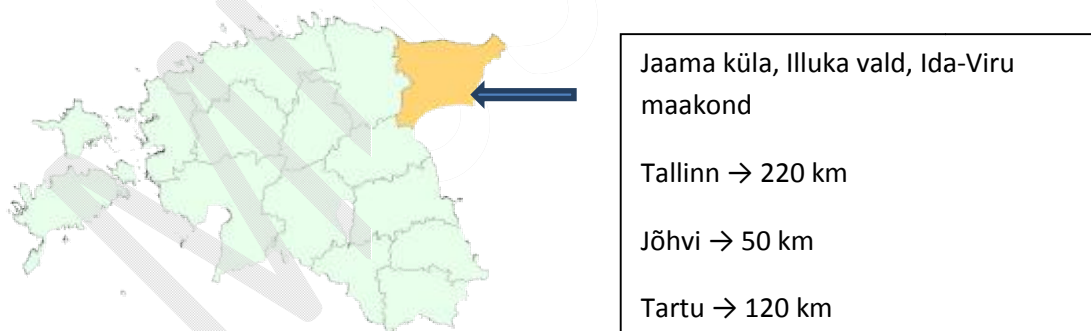 Jaama küla, Illuka vald, Ida-Viru
maakond
Tallinn → 220 km
Jõhvi → 50 km
Tartu → 120 km